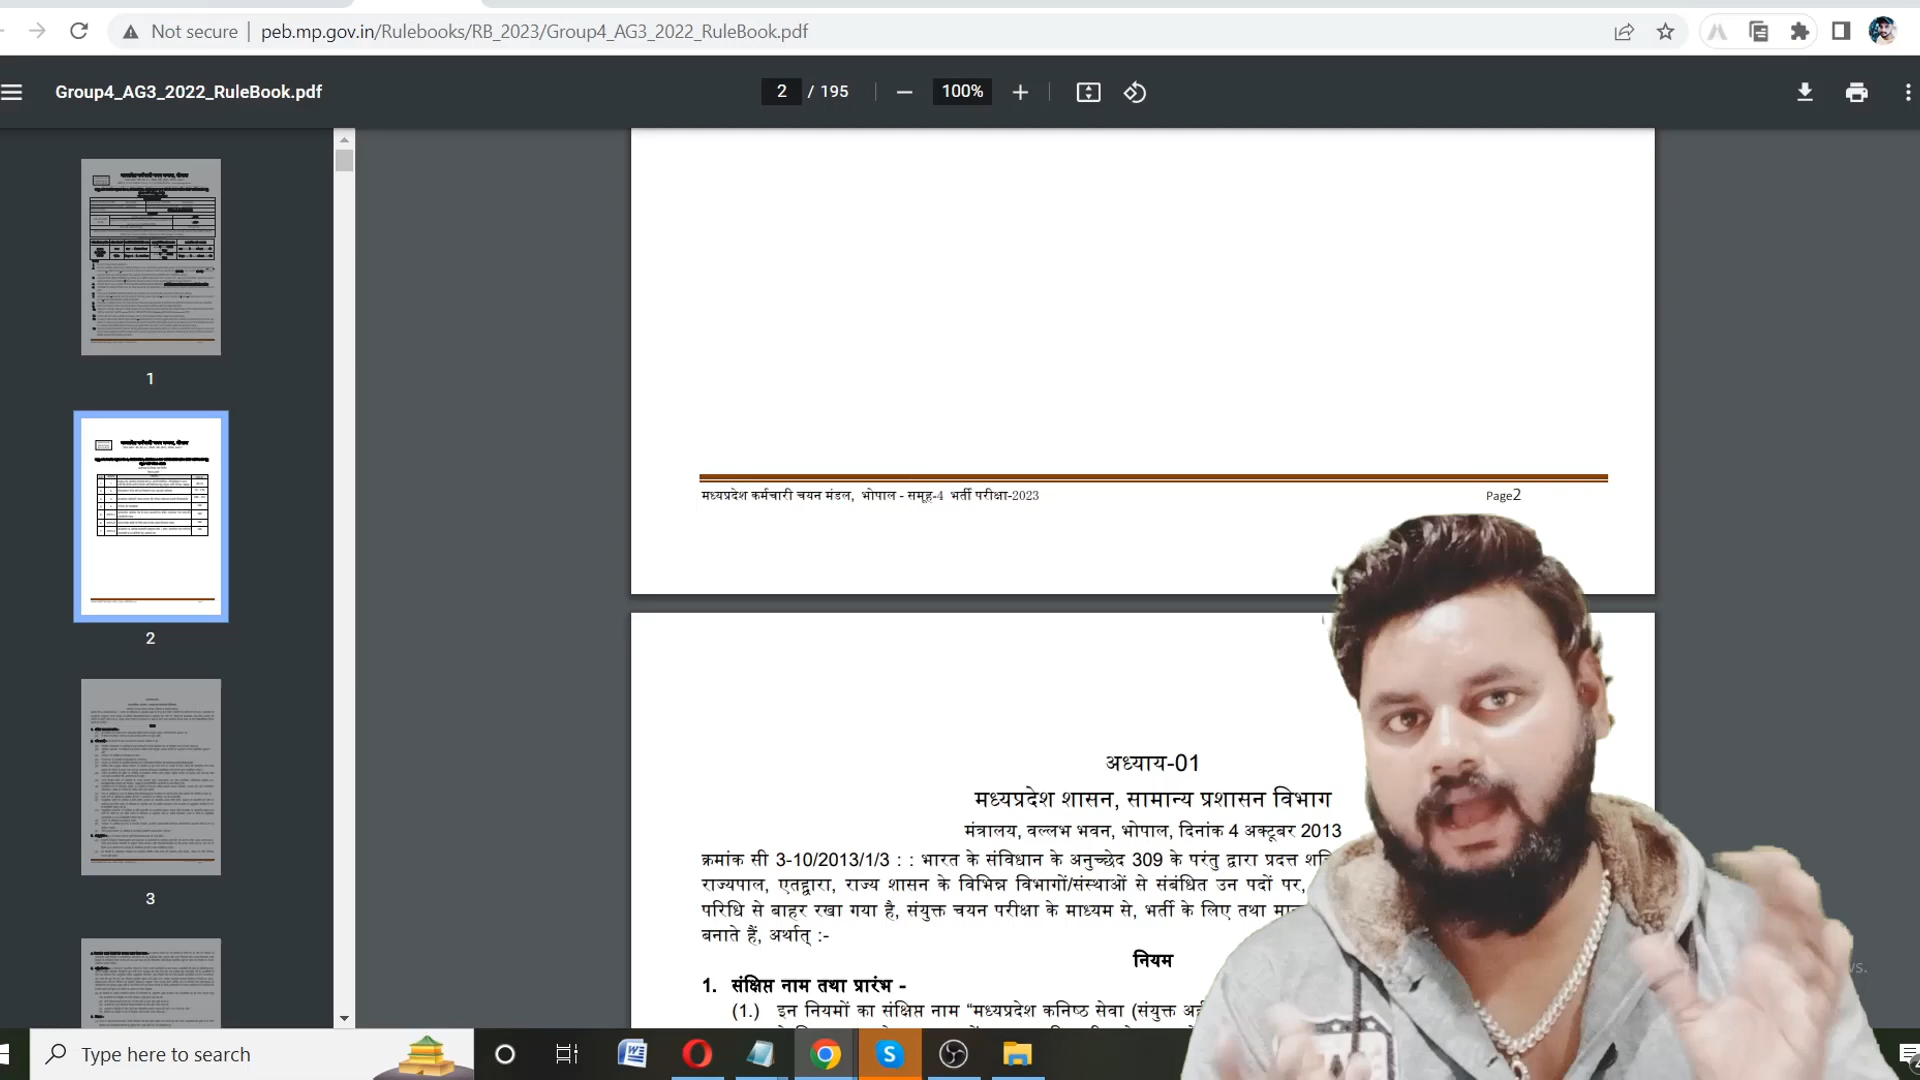 Not secure | peb.mp.gov.in/Rulebooks/RB_2023/Group4_AG3_2022_RuleBook.pdf
Group4_AG3_2022_RuleBook.pdf
2 / 195
100%
1
2
3
मध्यप्रदेश कर्मचारी चयन मंडल, भोपाल - समूह-4 भर्ती परीक्षा-2023
Page2
अध्याय-01
मध्यप्रदेश शासन, सामान्य प्रशासन विभाग
मंत्रालय, वल्लभ भवन, भोपाल, दिनांक 4 अक्टूबर 2013
क्रमांक सी 3-10/2013/1/3 : : भारत के संविधान के अनुच्छेद 309 के परंतु द्वारा प्रदत्त
राज्यपाल, एतद्द्वारा, राज्य शासन के विभिन्न विभागों/संस्थाओं से संबंधित उन पदों पर,
परिधि से बाहर रखा गया है, संयुक्त चयन परीक्षा के माध्यम से, भर्ती के लिए तथा
बनाते हैं, अर्थात् :-
नियम
1. संक्षिप्त नाम तथा प्रारंभ -
(1.) इन नियमों का संक्षिप्त नाम “मध्यप्रदेश कनिष्ठ सेवा (संयुक्त
Type here to search